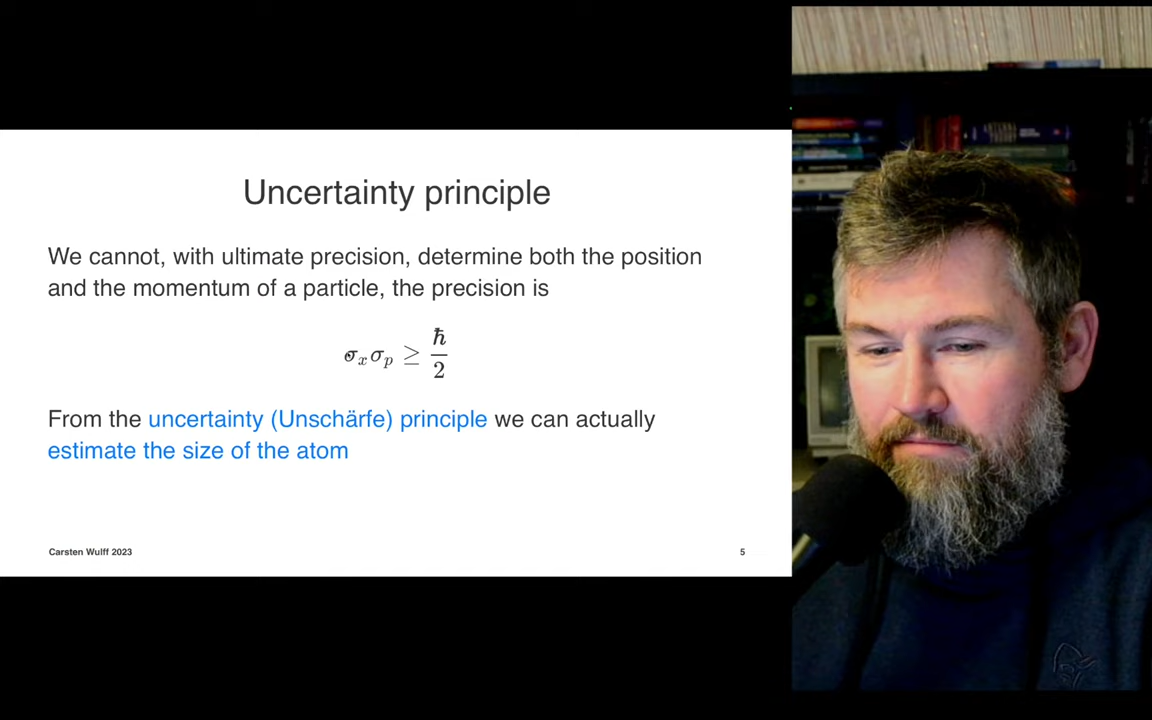 Uncertainty principle
We cannot, with ultimate precision, determine both the position
and the momentum of a particle, the precision is
σₓσₚ ≥ ħ/2
From the uncertainty (Unschärfe) principle we can actually
estimate the size of the atom
Carsten Wulff 2023
5